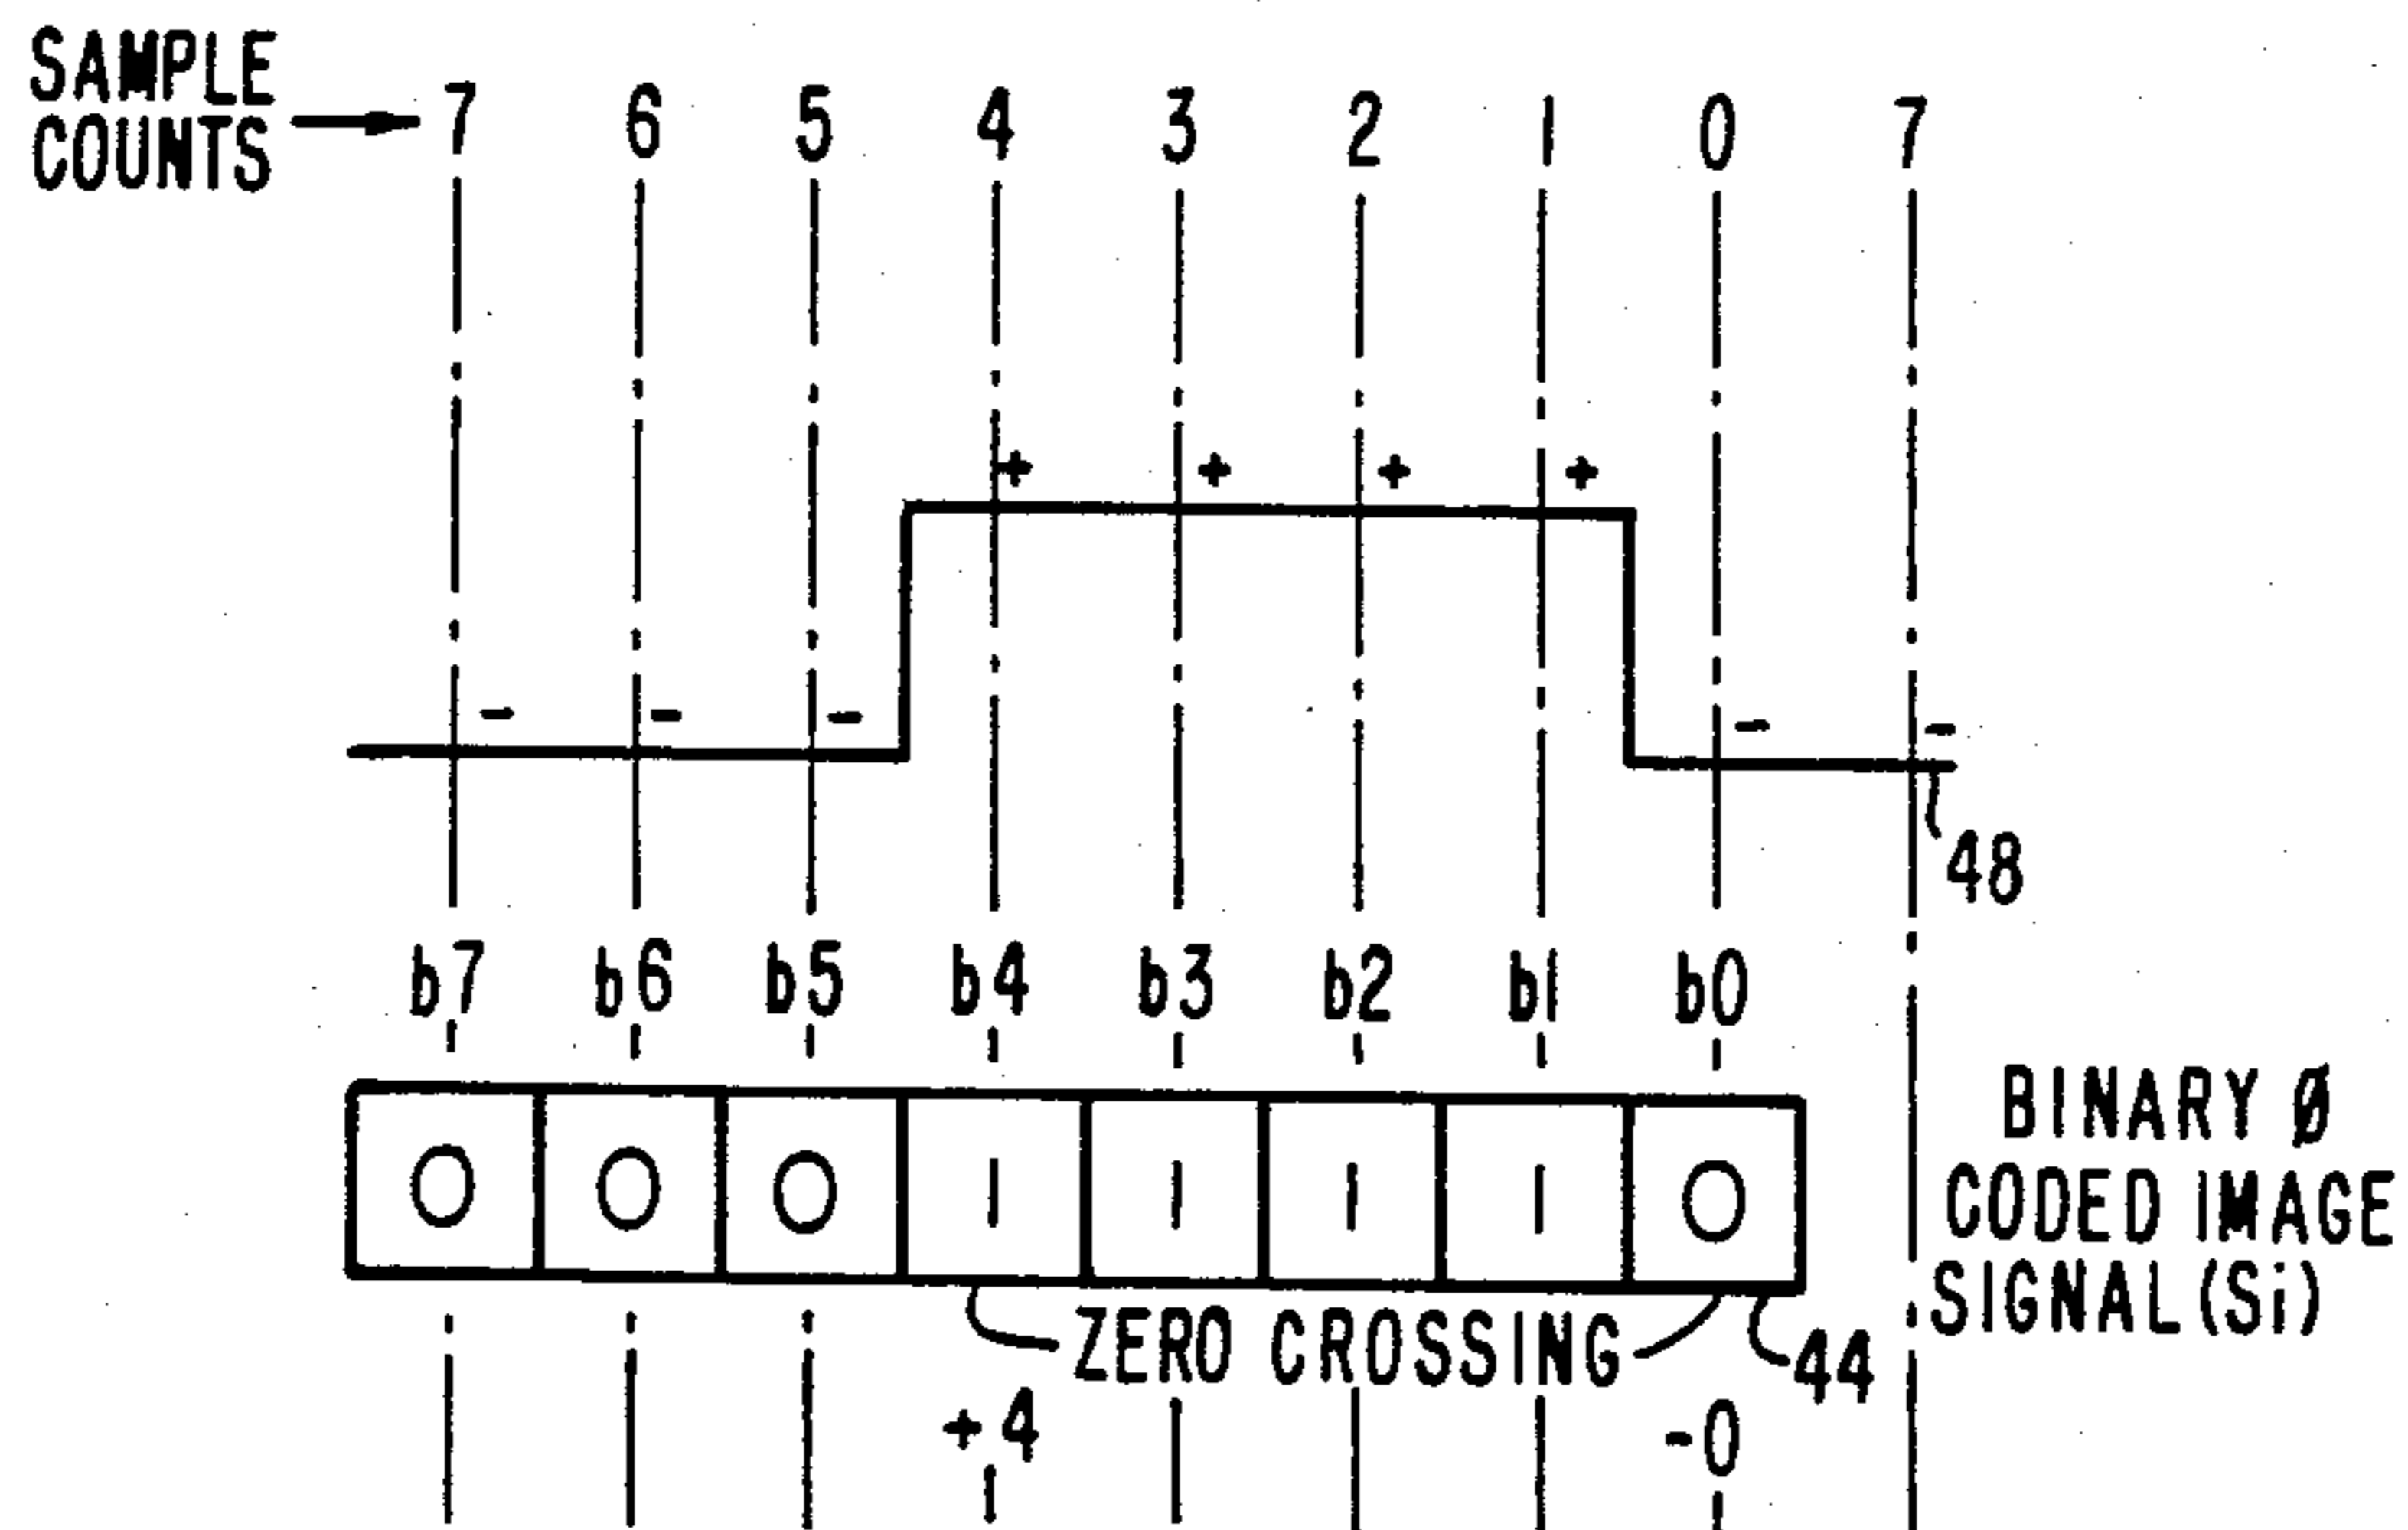 SAMPLE
COUNTS
7 6 5 4 3 2 1 0 7
+ + + +
- - - - -
48
b7 b6 b5 b4 b3 b2 b1 b0
0 0 0 1 1 1 1 0
BINARY Ø
CODED IMAGE
SIGNAL (Si)
ZERO CROSSING
44
+4
-0